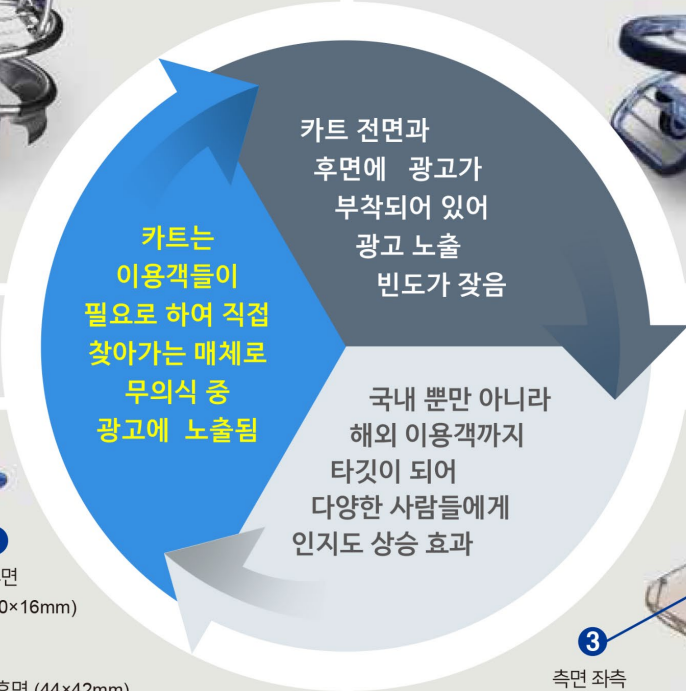 카트 전면과
후면에 광고가
부착되어 있어
광고 노출
빈도가 잦음
카트는
이용객들이
필요로 하여 직접
찾아가는 매체로
무의식 중
광고에 노출됨
국내 뿐만 아니라
해외 이용객까지
타깃이 되어
다양한 사람들에게
인지도 상승 효과
면
0×16mm)
후면 (44×42mm)
3
측면 좌측